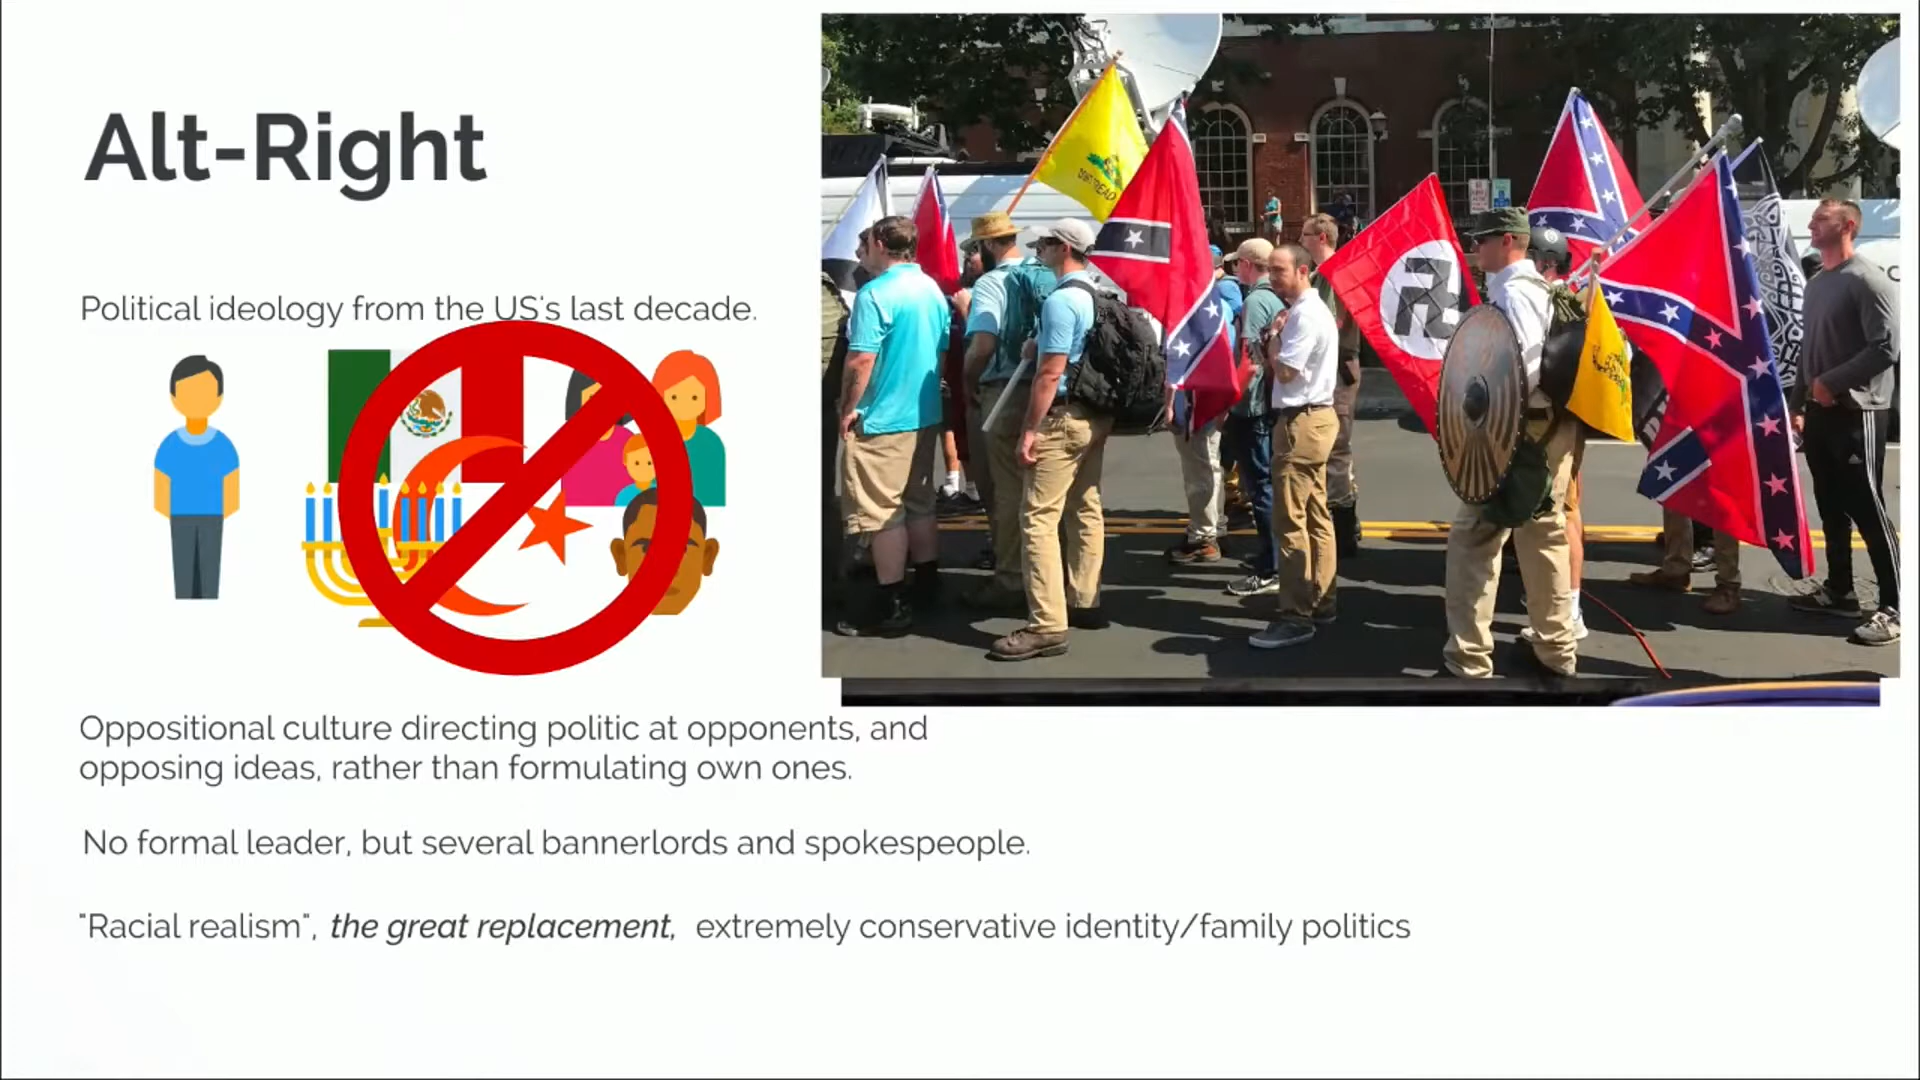 Alt-Right
Political ideology from the US's last decade.
DON'T TREAD
Oppositional culture directing politic at opponents, and
opposing ideas, rather than formulating own ones.
No formal leader, but several bannerlords and spokespeople.
"Racial realism", the great replacement, extremely conservative identity/family politics